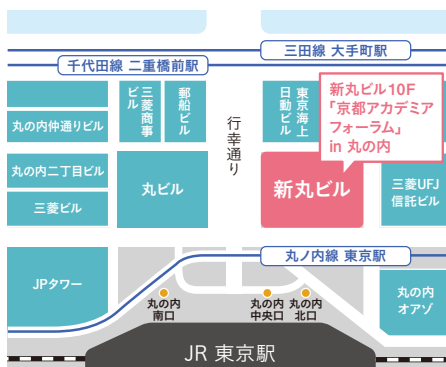 三田線 大手町駅
千代田線 二重橋前駅
丸の内仲通りビル
三菱商事
ビル
郵船ビル
行幸通り
東京海上
日動ビル
新丸ビル10F
「京都アカデミア
フォーラム」
in 丸の内
丸の内二丁目ビル
三菱ビル
丸ビル
新丸ビル
三菱UFJ
信託ビル
丸ノ内線 東京駅
JPタワー
丸の内
南口
丸の内
中央口
丸の内
北口
丸の内
オアゾ
JR 東京駅